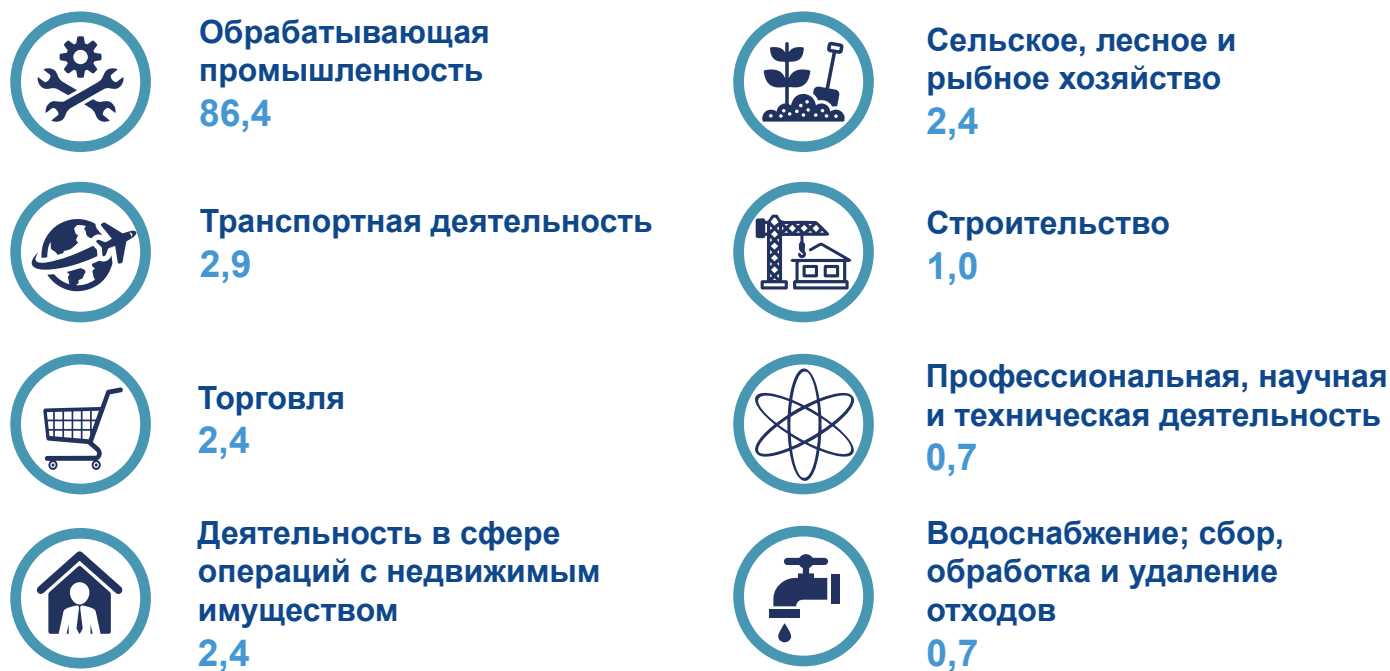 Обрабатывающая
промышленность
86,4
Транспортная деятельность
2,9
Торговля
2,4
Деятельность в сфере
операций с недвижимым
имуществом
2,4
Сельское, лесное и
рыбное хозяйство
2,4
Строительство
1,0
Профессиональная, научная
и техническая деятельность
0,7
Водоснабжение; сбор,
обработка и удаление
отходов
0,7